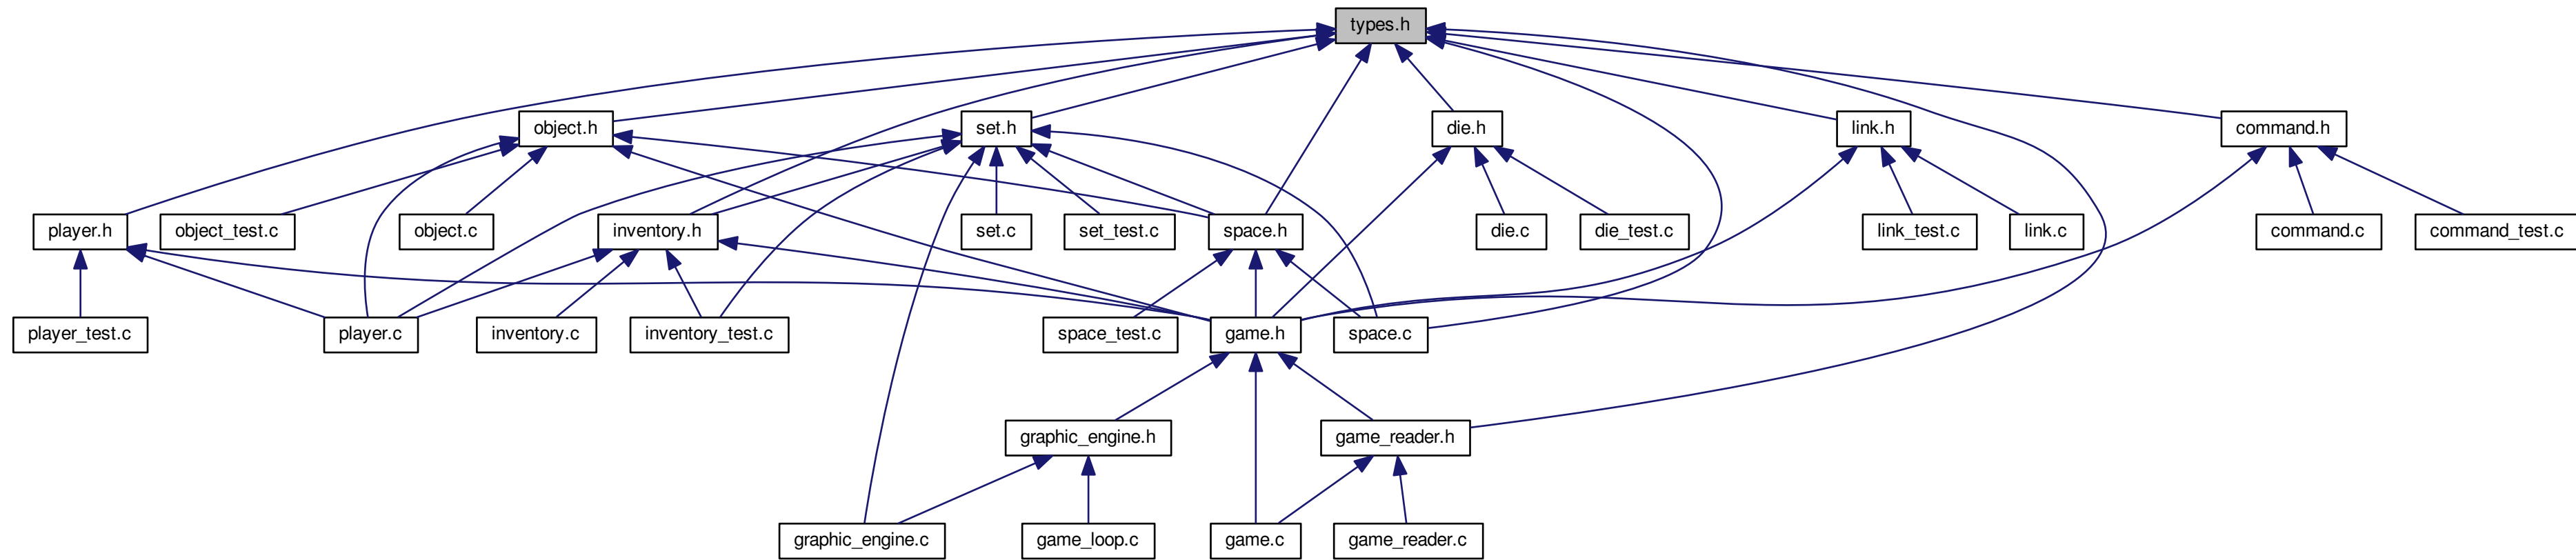 types.h
object.h
set.h
die.h
link.h
command.h
player.h
object_test.c
object.c
inventory.h
set.c
set_test.c
space.h
die.c
die_test.c
link_test.c
link.c
command.c
command_test.c
player_test.c
player.c
inventory.c
inventory_test.c
space_test.c
game.h
space.c
graphic_engine.h
game_reader.h
graphic_engine.c
game_loop.c
game.c
game_reader.c